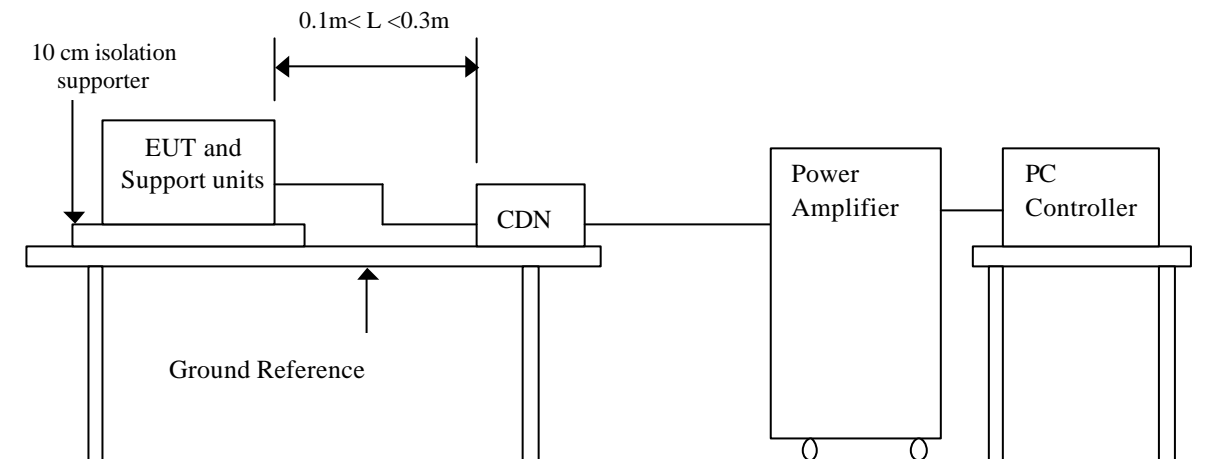 0.1m< L <0.3m
10 cm isolation
supporter
EUT and
Support units
CDN
Power
Amplifier
PC
Controller
Ground Reference